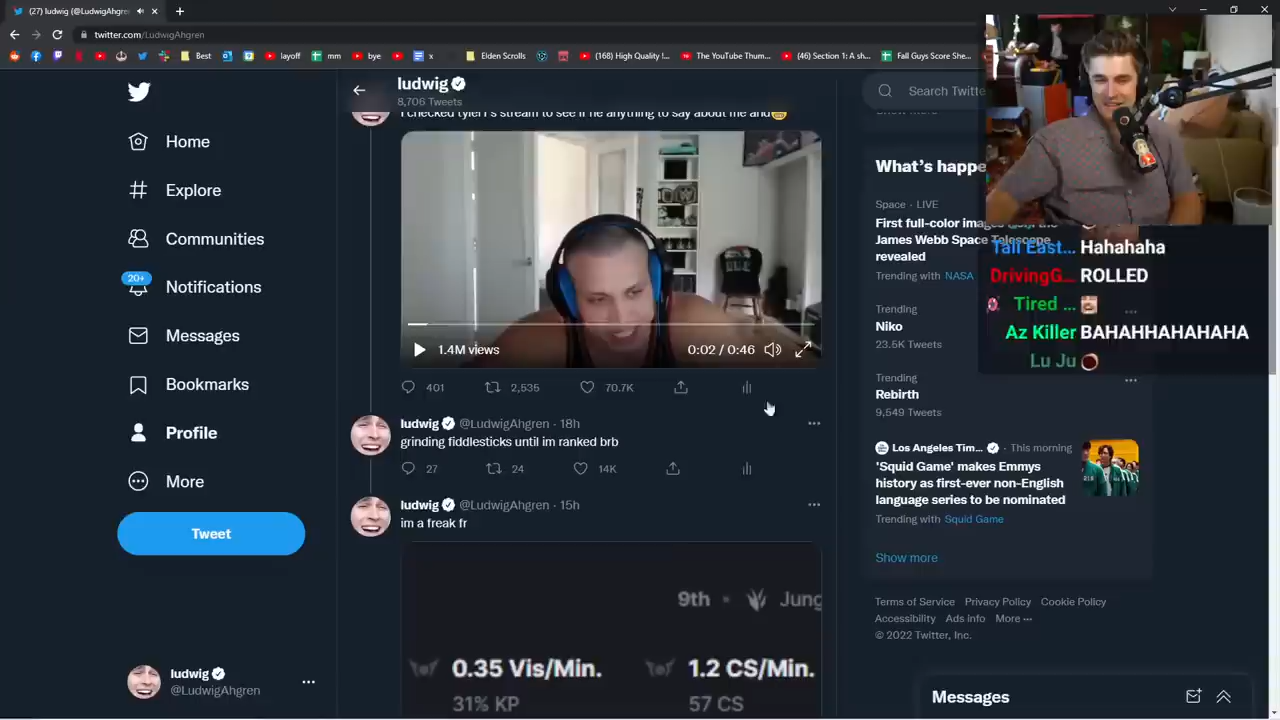 (27) ludwig (@LudwigAhgre
twitter.com/LudwigAhgren
Best
layoff
mm
bye
x
Elden Scrolls
(168) High Quality I...
The YouTube Thum...
(46) Section 1: A sh...
Fall Guys Score She...
ludwig
8,706 Tweets
Search Twitte
Home
Explore
Communities
20+
Notifications
Messages
Bookmarks
Profile
More
Tweet
ludwig
@LudwigAhgren
1.4M views
0:02 / 0:46
401
2,535
70.7K
ludwig @LudwigAhgren · 18h
grinding fiddlesticks until im ranked brb
27
24
14K
ludwig @LudwigAhgren · 15h
im a freak fr
9th · Jung
0.35 Vis/Min.
1.2 CS/Min.
31% KP
57 CS
What's happe
Space · LIVE
First full-color images
James Webb Space Telescope
revealed
Trending with NASA
Trending
Niko
23.5K Tweets
Trending
Rebirth
9,549 Tweets
Los Angeles Tim... · This morning
'Squid Game' makes Emmys
history as first-ever non-English
language series to be nominated
Trending with Squid Game
Show more
Terms of Service Privacy Policy Cookie Policy
Accessibility Ads info More ···
© 2022 Twitter, Inc.
Messages
Tall East... Hahahaha
DrivingG... ROLLED
Tired ...
Az Killer BAHAHHAHAHAHA
Lu Ju